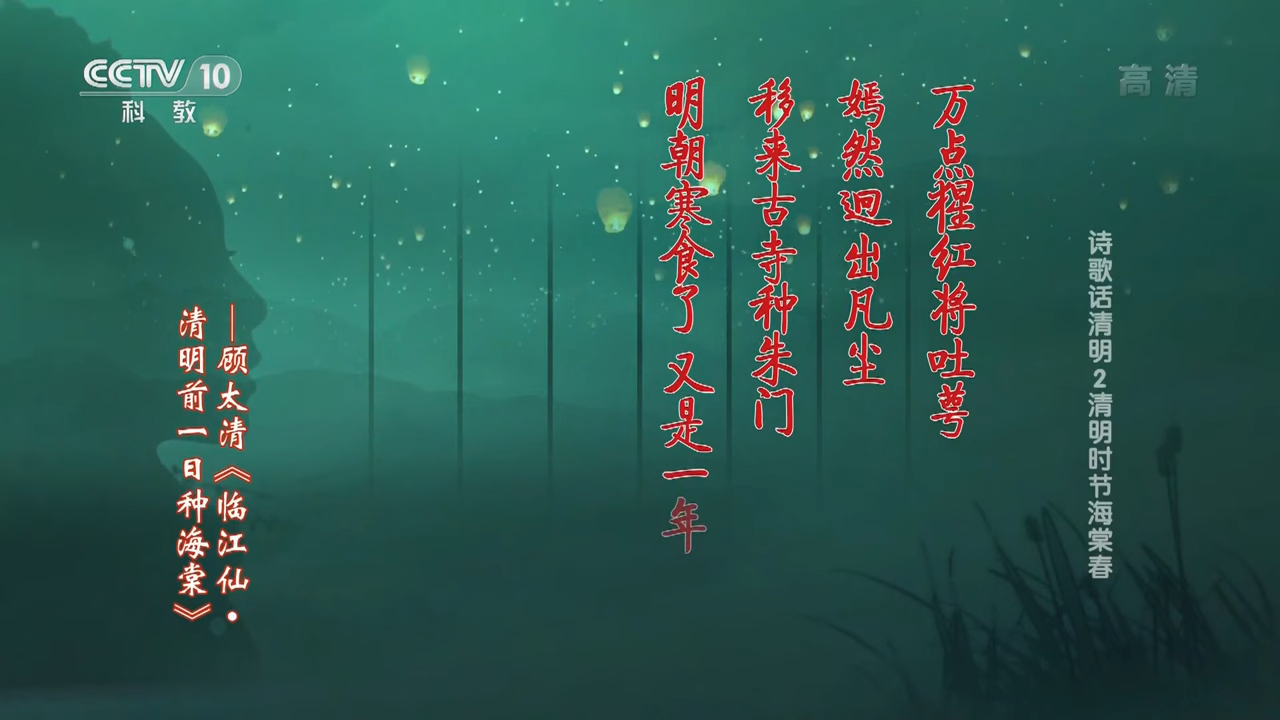 CCTV 10
科教
高清
诗歌话清明2清明时节海棠春
万点猩红将吐萼
嫣然迥出凡尘
移来古寺种朱门
明朝寒食了 又是一年
—顾太清《临江仙·
清明前一日种海棠》